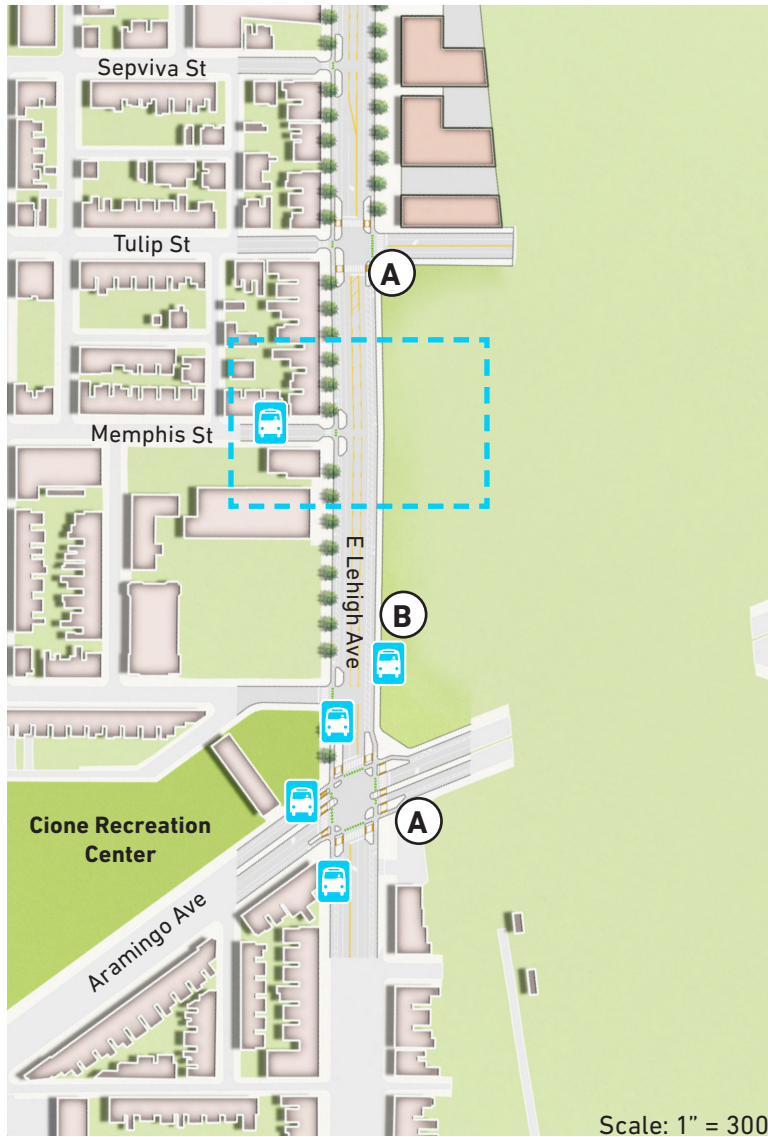 Sepviva St
Tulip St
A
Memphis St
E Lehigh Ave
B
A
Cione Recreation
Center
Aramingo Ave
Scale: 1” = 300